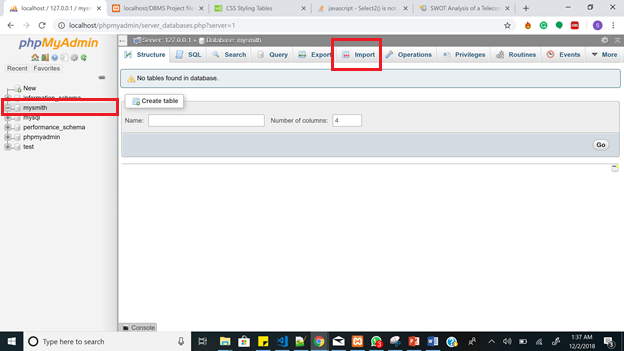 localhost / 127.0.0.1 / mys
localhost/DBMS Project file
CSS Styling Tables
javascript - Select2() is not
SWOT Analysis of a Telecom
localhost/phpmyadmin/server_databases.php?server=1
S
phpMyAdmin
Recent Favorites
New
information_schema
mysmith
mysql
performance_schema
phpmyadmin
test
Server: 127.0.0.1 » Database: mysmith
Structure SQL Search Query Export Import Operations Privileges Routines Events More
No tables found in database.
Create table
Name: Number of columns: 4
Go
Console
Type here to search
1:37 AM
12/2/2018